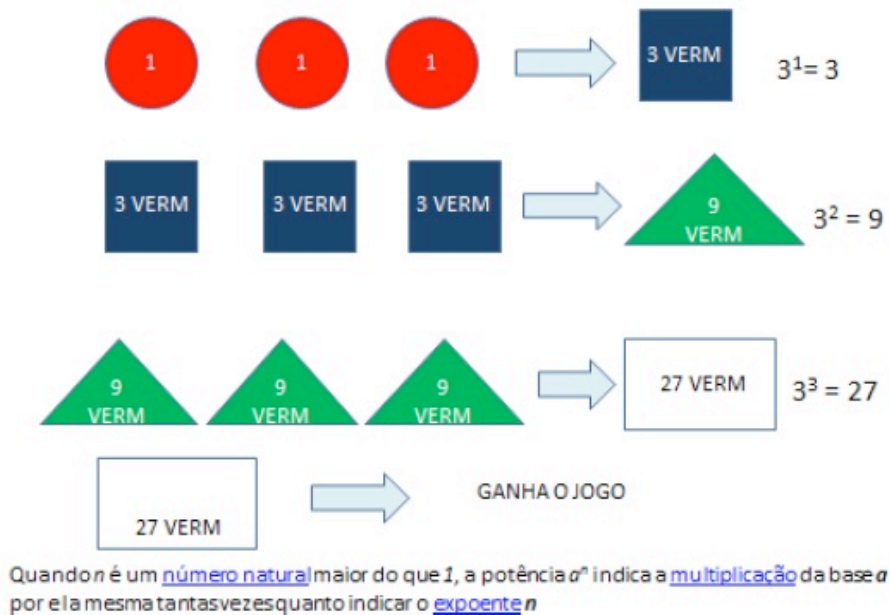 1 1 1 3 VERM 3¹= 3
3 VERM 3 VERM 3 VERM 9 VERM 3² = 9
9 VERM 9 VERM 9 VERM 27 VERM 3³ = 27
27 VERM GANHA O JOGO
Quando n é um número natural maior do que 1, a potência aⁿ indica a multiplicação da base a
por ela mesma tantas vezes quanto indicar o expoente n